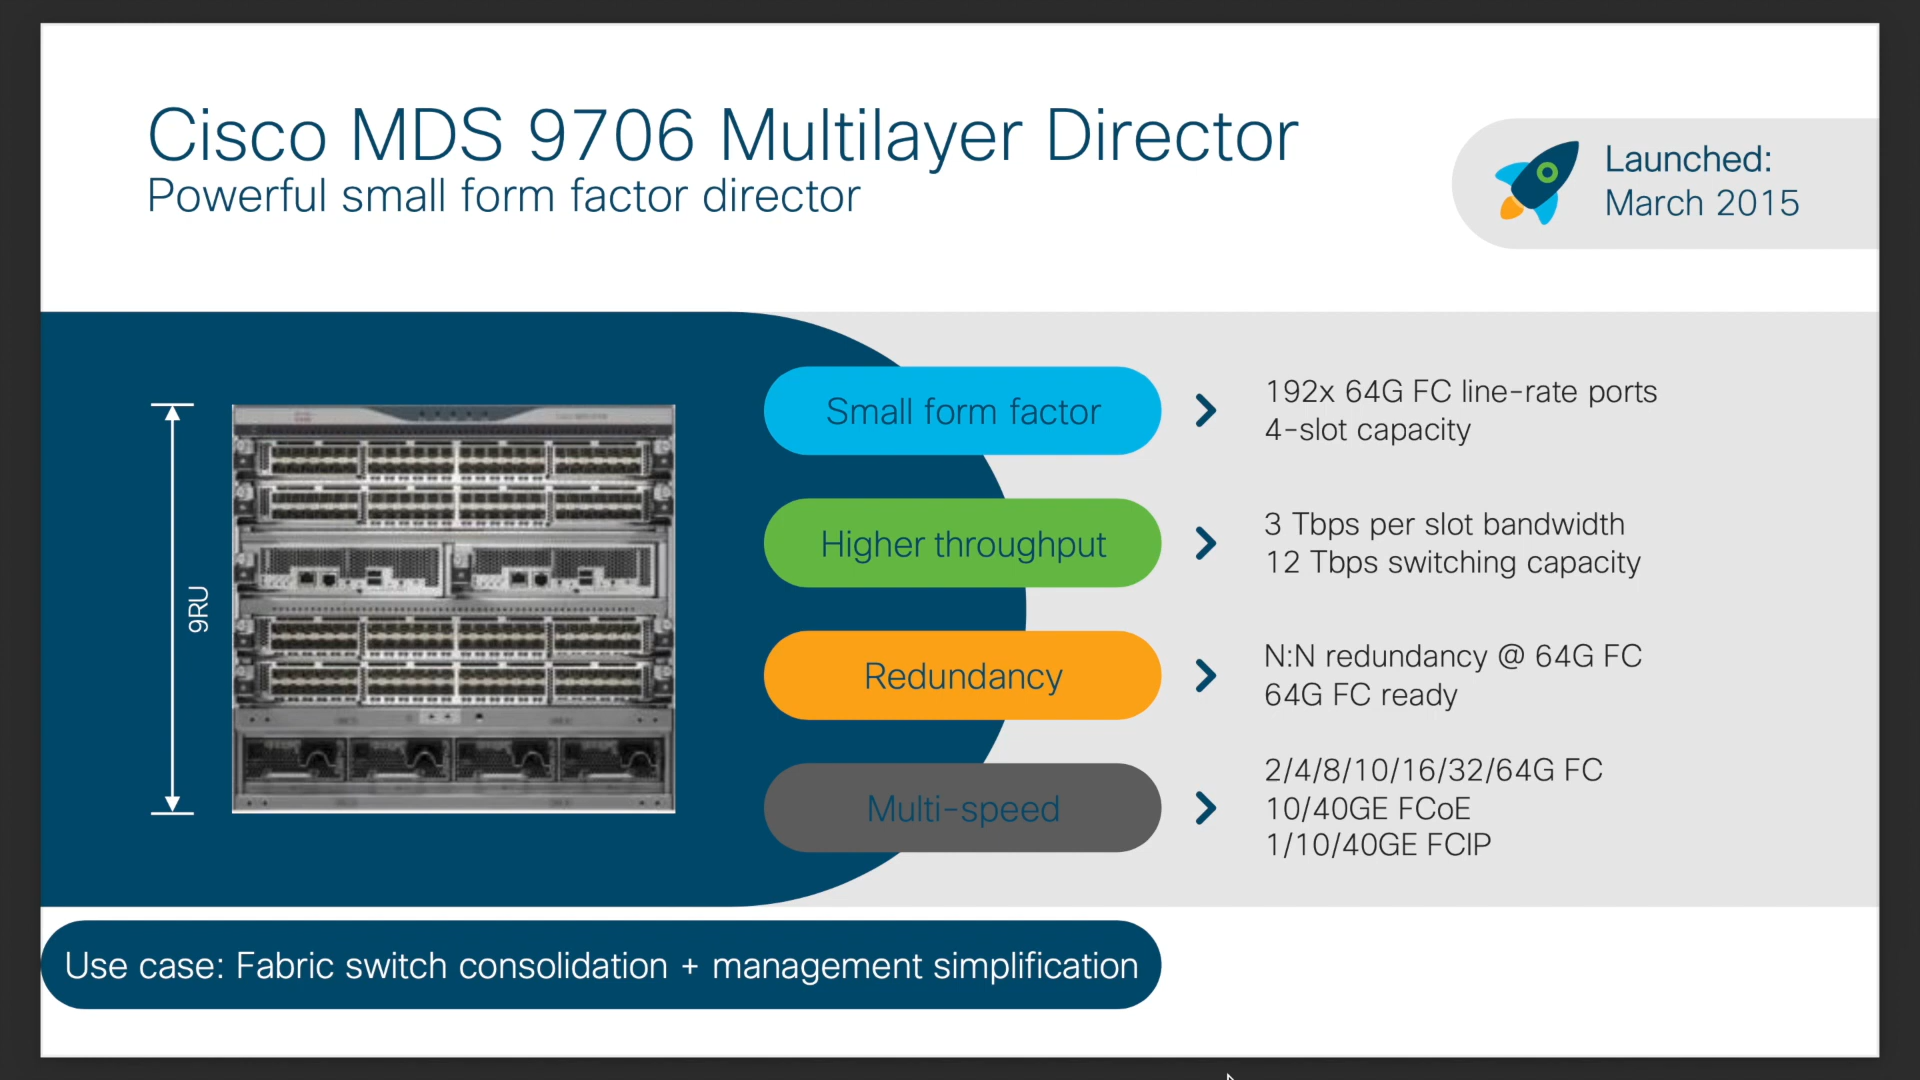 Cisco MDS 9706 Multilayer Director
Powerful small form factor director
Launched:
March 2015
9RU
Small form factor
192x 64G FC line-rate ports
4-slot capacity
Higher throughput
3 Tbps per slot bandwidth
12 Tbps switching capacity
Redundancy
N:N redundancy @ 64G FC
64G FC ready
Multi-speed
2/4/8/10/16/32/64G FC
10/40GE FCoE
1/10/40GE FCIP
Use case: Fabric switch consolidation + management simplification